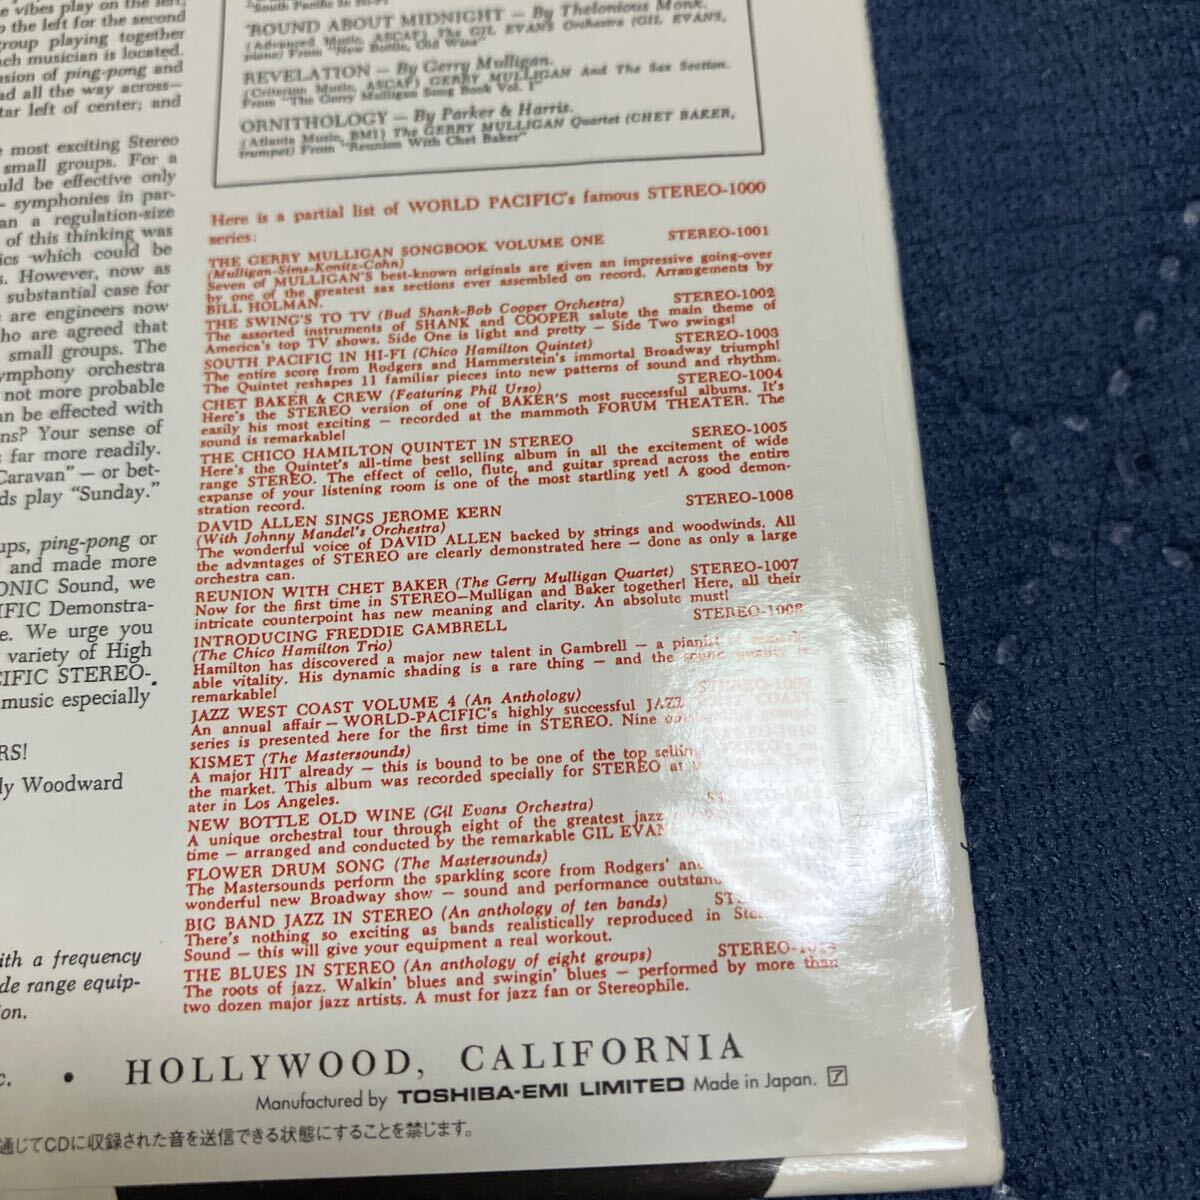 e vibes play on the left,
o the left for the second
group playing together
ch musician is located.
usion of ping-pong and
ad all the way across—
tar left of center; and
e most exciting Stereo
small groups. For a
uld be effective only
— symphonies in par-
an a regulation-size
of this thinking was
ics which could be
s. However, now as
substantial case for
are engineers now
ho are agreed that
small groups. The
ymphony orchestra
not more probable
an be effected with
ns? Your sense of
far more readily.
Caravan" — or bet-
ds play "Sunday."
ups, ping-pong or
and made more
ONIC Sound, we
IFIC Demonstra-
e. We urge you
variety of High
CIFIC STEREO-
music especially
RS!
ly Woodward
ith a frequency
de range equip-
ion.
"South Pacific In Hi-Fi"
'ROUND ABOUT MIDNIGHT — By Thelonious Monk.
(Advanced Music, ASCAP) The GIL EVANS Orchestra (GIL EVANS,
piano) From "New Bottle, Old Wine"
REVELATION — By Gerry Mulligan.
(Criterion Music, ASCAP) GERRY MULLIGAN And The Sax Section.
From "The Gerry Mulligan Song Book Vol. 1"
ORNITHOLOGY — By Parker & Harris.
(Atlantic Music, BMI) The GERRY MULLIGAN Quartet (CHET BAKER,
trumpet) From "Reunion With Chet Baker"
Here is a partial list of WORLD PACIFIC's famous STEREO-1000
series:
THE GERRY MULLIGAN SONGBOOK VOLUME ONE STEREO-1001
(Mulligan-Sims-Konitz-Cohn)
Seven of MULLIGAN'S best-known originals are given an impressive going-over
by one of the greatest sax sections ever assembled on record. Arrangements by
BILL HOLMAN.
THE SWING'S TO TV (Bud Shank-Bob Cooper Orchestra) STEREO-1002
The assorted instruments of SHANK and COOPER salute the main theme of
America's top TV shows. Side One is light and pretty — Side Two swings!
SOUTH PACIFIC IN HI-FI (Chico Hamilton Quintet) STEREO-1003
The entire score from Rodgers and Hammerstein's immortal Broadway triumph!
The Quintet reshapes 11 familiar pieces into new patterns of sound and rhythm.
CHET BAKER & CREW (Featuring Phil Urso) STEREO-1004
Here's the STEREO version of one of BAKER'S most successful albums. It's
easily his most exciting — recorded at the mammoth FORUM THEATER. The
sound is remarkable!
THE CHICO HAMILTON QUINTET IN STEREO SEREO-1005
Here's the Quintet's all-time best selling album in all the excitement of wide
range STEREO. The effect of cello, flute, and guitar spread across the entire
expanse of your listening room is one of the most startling yet! A good demon-
stration record.
DAVID ALLEN SINGS JEROME KERN STEREO-1006
(With Johnny Mandel's Orchestra)
The wonderful voice of DAVID ALLEN backed by strings and woodwinds. All
the advantages of STEREO are clearly demonstrated here — done as only a large
orchestra can.
REUNION WITH CHET BAKER (The Gerry Mulligan Quartet) STEREO-1007
Now for the first time in STEREO—Mulligan and Baker together! Here, all their
intricate counterpoint has new meaning and clarity. An absolute must!
INTRODUCING FREDDIE GAMBRELL STEREO-1008
(The Chico Hamilton Trio)
Hamilton has discovered a major new talent in Gambrell — a pianist of remark-
able vitality. His dynamic shading is a rare thing — and the sound quality is
remarkable!
JAZZ WEST COAST VOLUME 4 (An Anthology) STEREO-1009
An annual affair — WORLD-PACIFIC's highly successful JAZZ WEST COAST
series is presented here for the first time in STEREO. Nine outstanding groups.
KISMET (The Mastersounds) STEREO-1010
A major HIT already — this is bound to be one of the top selling STEREO's on
the market. This album was recorded specially for STEREO at The-
ater in Los Angeles.
NEW BOTTLE OLD WINE (Gil Evans Orchestra)
A unique orchestral tour through eight of the greatest jazz
time — arranged and conducted by the remarkable GIL EVANS
FLOWER DRUM SONG (The Mastersounds)
The Mastersounds perform the sparkling score from Rodgers' and
wonderful new Broadway show — sound and performance outstanding
BIG BAND JAZZ IN STEREO (An anthology of ten bands)
There's nothing so exciting as bands realistically reproduced in Stereo
Sound — this will give your equipment a real workout.
THE BLUES IN STEREO (An anthology of eight groups)
The roots of jazz. Walkin' blues and swingin' blues — performed by more than
two dozen major jazz artists. A must for jazz fan or Stereophile.
c. • HOLLYWOOD, CALIFORNIA
Manufactured by TOSHIBA-EMI LIMITED Made in Japan. ア
通じてCDに収録された音を送信できる状態にすることを禁じます。